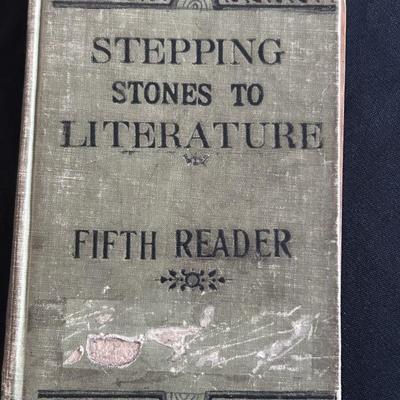 STEPPING
STONES TO
LITERATURE
FIFTH READER